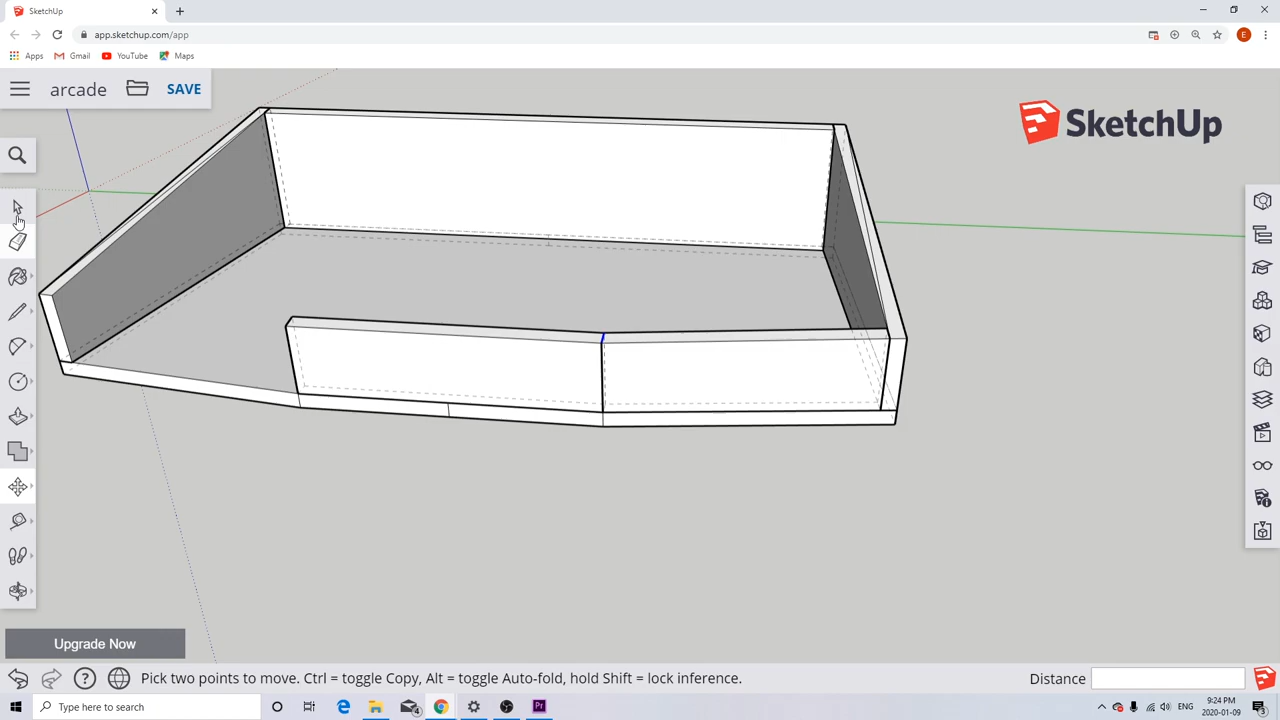 SketchUp
app.sketchup.com/app
E
Apps
Gmail
YouTube
Maps
arcade
SAVE
SketchUp
Upgrade Now
Pick two points to move. Ctrl = toggle Copy, Alt = toggle Auto-fold, hold Shift = lock inference.
Distance
Type here to search
4
ENG
9:24 PM
2020-01-09
3